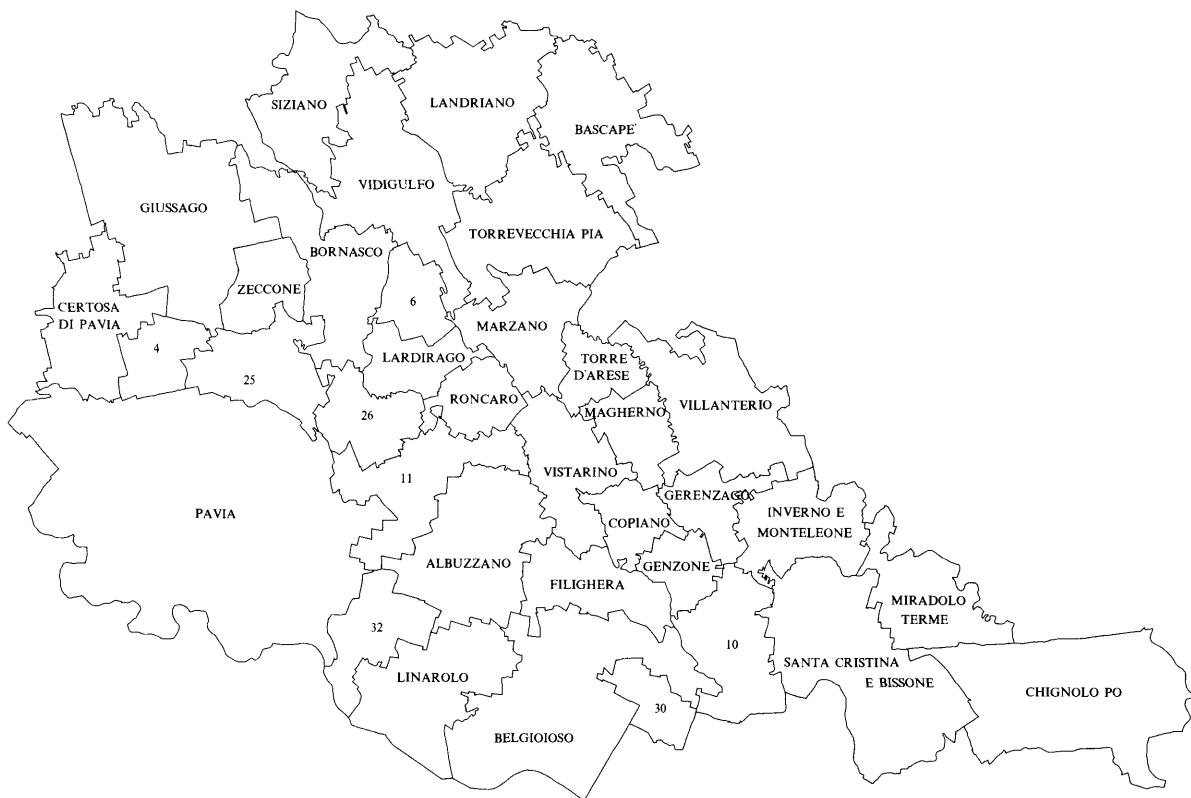 SIZIANO
LANDRIANO
BASCAPE'
VIDIGULFO
GIUSSAGO
TORREVECCHIA PIA
BORNASCO
ZECCONE
6
CERTOSA
DI PAVIA
MARZANO
4
LARDIRAGO
TORRE
D'ARESE
25
RONCARO
VILLANTERIO
26
MAGHERNO
VISTARINO
11
GERENZAGO
PAVIA
COPIANO
INVERNO E
MONTELEONE
ALBUZZANO
GENZONE
FILIGHERA
MIRADOLO
TERME
32
10
SANTA CRISTINA
E BISSONE
LINAROLO
CHIGNOLO PO
30
BELGIOIOSO